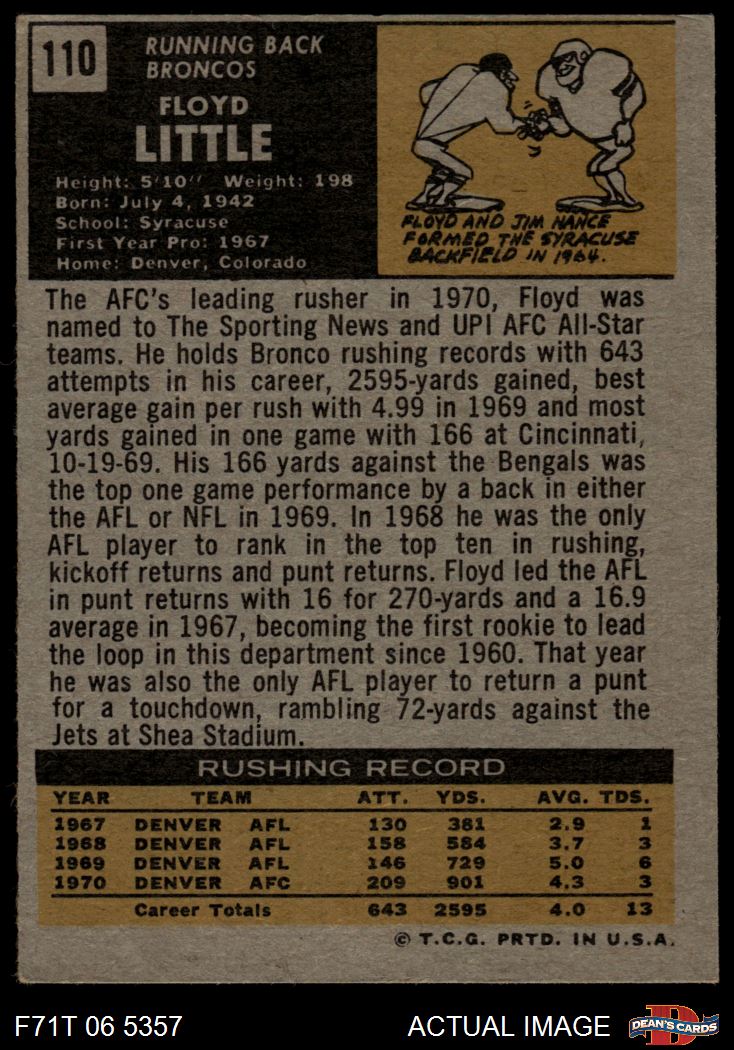 110
RUNNING BACK
BRONCOS
FLOYD
LITTLE
Height: 5'10" Weight: 198
Born: July 4, 1942
School: Syracuse
First Year Pro: 1967
Home: Denver, Colorado
FLOYD AND JIM NANCE
FORMED THE SYRACUSE
BACKFIELD IN 1964.
The AFC's leading rusher in 1970, Floyd was
named to The Sporting News and UPI AFC All-Star
teams. He holds Bronco rushing records with 643
attempts in his career, 2595-yards gained, best
average gain per rush with 4.99 in 1969 and most
yards gained in one game with 166 at Cincinnati,
10-19-69. His 166 yards against the Bengals was
the top one game performance by a back in either
the AFL or NFL in 1969. In 1968 he was the only
AFL player to rank in the top ten in rushing,
kickoff returns and punt returns. Floyd led the AFL
in punt returns with 16 for 270-yards and a 16.9
average in 1967, becoming the first rookie to lead
the loop in this department since 1960. That year
he was also the only AFL player to return a punt
for a touchdown, rambling 72-yards against the
Jets at Shea Stadium.
RUSHING RECORD
YEAR TEAM ATT. YDS. AVG. TDS.
1967 DENVER AFL 130 381 2.9 1
1968 DENVER AFL 158 584 3.7 3
1969 DENVER AFL 146 729 5.0 6
1970 DENVER AFC 209 901 4.3 3
Career Totals 643 2595 4.0 13
© T.C.G. PRTD. IN U.S.A.
F71T 06 5357 ACTUAL IMAGE DEAN'S CARDS